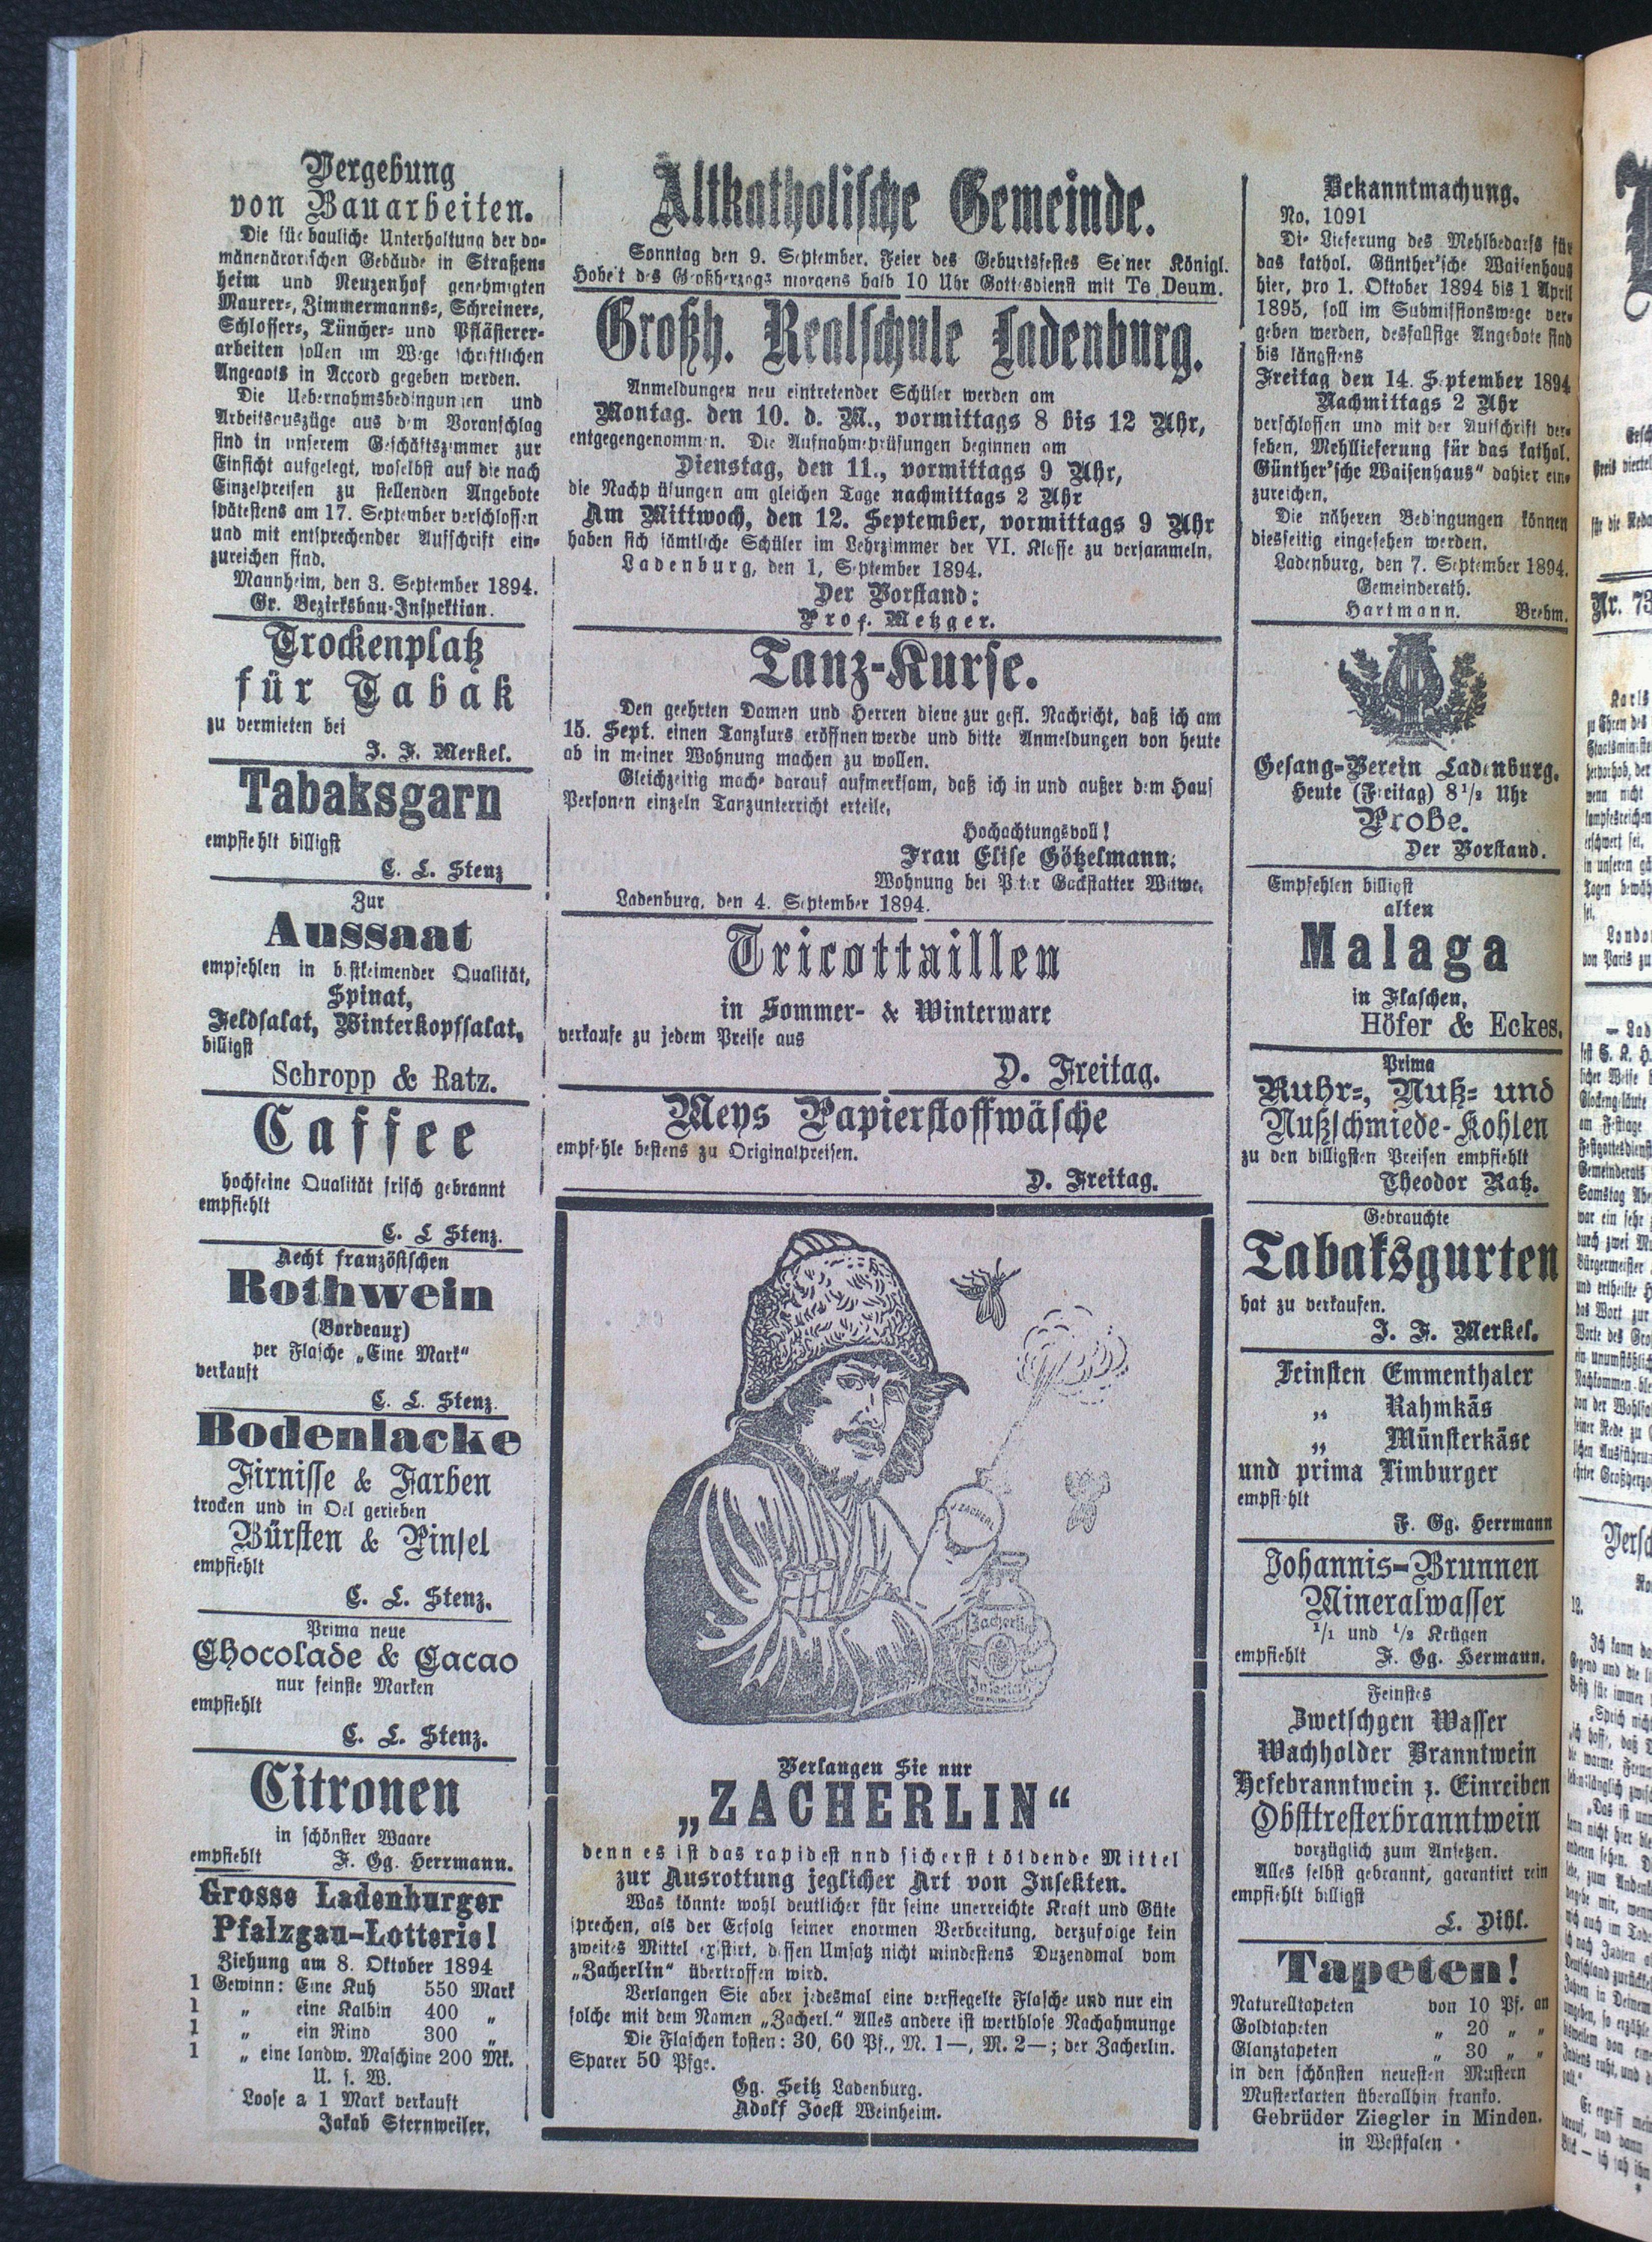 Vergebung
von Bauarbeiten.
Die für bauliche Unterhaltung der do-
mänenärarischen Gebäude in Straßen-
heim und Neuzenhof genehmigten
Maurer-, Zimmermanns-, Schreiner-,
Schlosser-, Tüncher- und Pflästerer-
arbeiten sollen im Wege schriftlichen
Angebots in Accord gegeben werden.
Die Uebernahmsbedingungen und
Arbeitsauszüge aus dem Voranschlag
sind in unserem Geschäftszimmer zur
Einsicht aufgelegt, woselbst auf die nach
Einzelpreisen zu stellenden Angebote
spätestens am 17. September verschlossen
und mit entsprechender Aufschrift ein-
zureichen sind.
Mannheim, den 3. September 1894.
Gr. Bezirksbau-Inspektion.
Trockenplatz
für Tabak
zu vermieten bei
J. F. Merkel.
Tabaksgarn
empfiehlt billigst
C. L. Stenz
Zur
Aussaat
empfehlen in bestkeimender Qualität,
Spinat,
Feldsalat, Winterkopfsalat,
billigst
Schropp & Ratz.
Caffee
hochfeine Qualität frisch gebrannt
empfiehlt
C. L Stenz.
Aecht französischen
Rothwein
(Bordeaux)
per Flasche „Eine Mark“
verkauft
C. L. Stenz.
Bodenlacke
Firnisse & Farben
trocken und in Oel gerieben
Bürsten & Pinsel
empfiehlt
C. L. Stenz.
Prima neue
Chocolade & Cacao
nur feinste Marken
empfiehlt
C. L. Stenz.
Citronen
in schönster Waare
empfiehlt F. Gg. Herrmann.
Grosse Ladenburger
Pfalzgau-Lotterie!
Ziehung am 8. Oktober 1894
1 Gewinn: Eine Kuh 550 Mark
1 „ eine Kalbin 400 „
1 „ ein Rind 300 „
1 „ eine landw. Maschine 200 Mk.
U. s. W.
Loose a 1 Mark verkauft
Jakob Sternweiler.
Altkatholische Gemeinde.
Sonntag den 9. September. Feier des Geburtsfestes Seiner Königl.
Hoheit des Großherzogs morgens halb 10 Uhr Gottesdienst mit Te Deum.
Großh. Realschule Ladenburg.
Anmeldungen neu eintretender Schüler werden am
Montag. den 10. d. M., vormittags 8 bis 12 Uhr,
entgegengenommen. Die Aufnahmeprüfungen beginnen am
Dienstag, den 11., vormittags 9 Uhr,
die Nachprüfungen am gleichen Tage nachmittags 2 Uhr
Am Mittwoch, den 12. September, vormittags 9 Uhr
haben sich sämtliche Schüler im Lehrzimmer der VI. Klasse zu versammeln.
Ladenburg, den 1, September 1894.
Der Vorstand:
Prof. Metzger.
Tanz-Kurse.
Den geehrten Damen und Herren diene zur gefl. Nachricht, daß ich am
15. Sept. einen Tanzkurs eröffnen werde und bitte Anmeldungen von heute
ab in meiner Wohnung machen zu wollen.
Gleichzeitig mache darauf aufmerksam, daß ich in und außer dem Haus
Personen einzeln Tanzunterricht erteile.
Hochachtungsvoll!
Frau Elise Götzelmann,
Wohnung bei Peter Gackstatter Witwe.
Ladenburg, den 4. September 1894.
Tricottaillen
in Sommer- & Winterware
verkaufe zu jedem Preise aus
D. Freitag.
Meys Papierstoffwäsche
empfehle bestens zu Originalpreisen.
D. Freitag.
ZACHERL
Zacherlin
Verlangen Sie nur
„ZACHERLIN“
denn es ist das rapidest nnd sicherst tötdende Mittel
zur Ausrottung jeglicher Art von Insekten.
Was könnte wohl deutlicher für seine unerreichte Kraft und Güte
sprechen, als der Erfolg seiner enormen Verbreitung, derzufolge kein
zweites Mittel existirt, dessen Umsatz nicht mindestens Duzendmal vom
„Zacherlin“ übertroffen wird.
Verlangen Sie aber jedesmal eine versiegelte Flasche und nur ein
solche mit dem Namen „Zacherl.“ Alles andere ist werthlose Nachahmunge
Die Flaschen kosten: 30, 60 Pf., M. 1—, M. 2—; der Zacherlin.
Sparer 50 Pfge.
Gg. Seitz Ladenburg.
Adolf Joest Weinheim.
Bekanntmachung.
No. 1091
Die Lieferung des Mehlbedarfs für
das kathol. Günther'sche Waisenhaus
hier, pro 1. Oktober 1894 bis 1 April
1895, soll im Submissionswege ver-
geben werden, desfallsige Angebote sind
bis längstens
Freitag den 14. September 1894
Nachmittags 2 Uhr
verschlossen und mit der Aufschrift ver-
sehen, Mehllieferung für das kathol.
Günther'sche Waisenhaus“ dahier ein-
zureichen.
Die näheren Bedingungen können
diesseitig eingesehen werden.
Ladenburg, den 7. September 1894.
Gemeinderath.
Hartmann. Brehm.
Gesang-Verein Ladenburg.
Heute (Freitag) 8½ Uhr
Probe.
Der Vorstand.
Empfehlen billigst
alten
Malaga
in Flaschen.
Höfer & Eckes.
Prima
Ruhr-, Nuß- und
Nußschmiede-Kohlen
zu den billigsten Preisen empfiehlt
Theodor Ratz.
Gebrauchte
Tabaksgurten
hat zu verkaufen.
J. F. Merkel.
Feinsten Emmenthaler
„ Rahmkäs
„ Münsterkäse
und prima Limburger
empfiehlt
F. Gg. Herrmann
Johannis-Brunnen
Mineralwasser
1/1 und 1/2 Krügen
empfiehlt F. Gg. Hermann.
Feinstes
Zwetschgen Wasser
Wachholder Branntwein
Hefebranntwein z. Einreiben
Obsttresterbranntwein
vorzüglich zum Ansetzen.
Alles selbst gebrannt, garantirt rein
empfiehlt billigst
L. Dihl.
Tapeten!
Naturelltapeten von 10 Pf. an
Goldtapeten „ 20 „ „
Glanztapeten „ 30 „ „
in den schönsten neuesten Mustern
Musterkarten überallhin franko.
Gebrüder Ziegler in Minden.
in Westfalen
Nr. 73